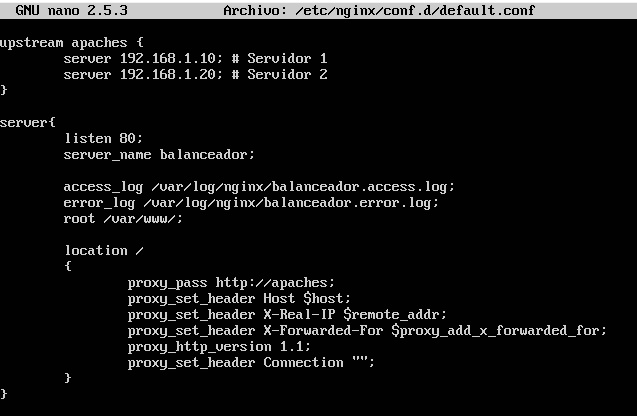 GNU nano 2.5.3 Archivo: /etc/nginx/conf.d/default.conf
upstream apaches {
server 192.168.1.10; # Servidor 1
server 192.168.1.20; # Servidor 2
}
server{
listen 80;
server_name balanceador;
access_log /var/log/nginx/balanceador.access.log;
error_log /var/log/nginx/balanceador.error.log;
root /var/www/;
location /
{
proxy_pass http://apaches;
proxy_set_header Host $host;
proxy_set_header X-Real-IP $remote_addr;
proxy_set_header X-Forwarded-For $proxy_add_x_forwarded_for;
proxy_http_version 1.1;
proxy_set_header Connection "";
}
}